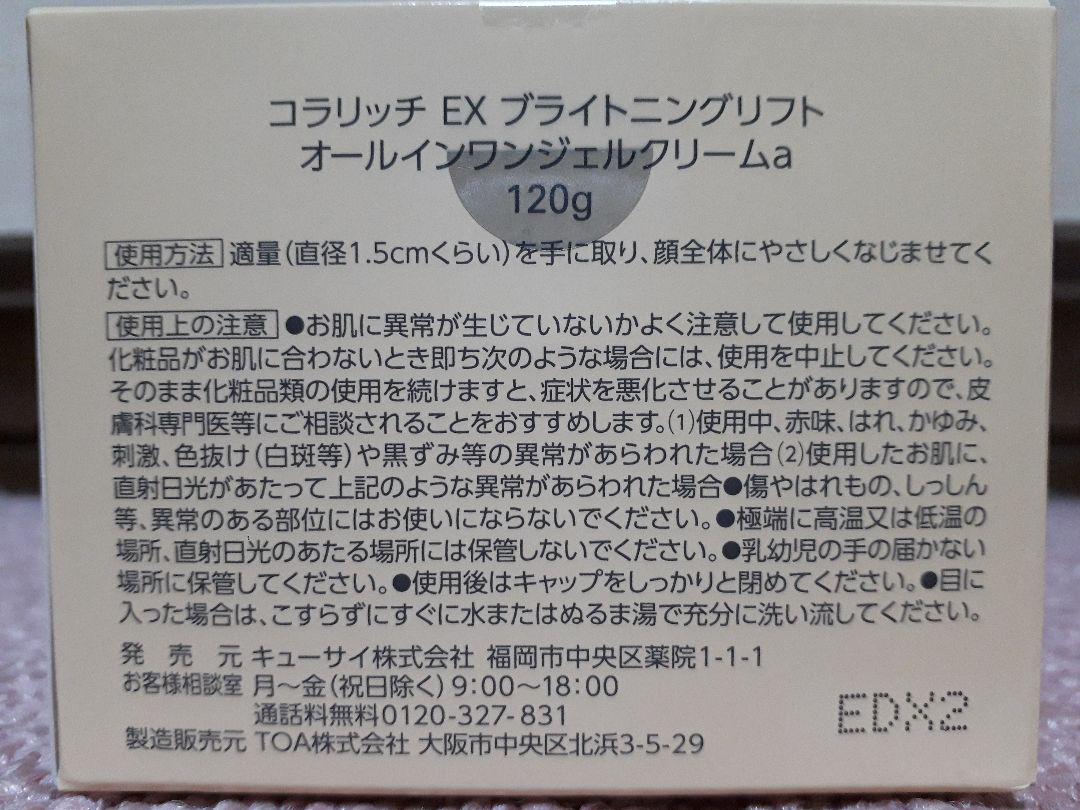 コラリッチ EX ブライトニングリフト
オールインワンジェルクリームa
120g
使用方法 適量(直径1.5cmくらい)を手に取り、顔全体にやさしくなじませてく
ださい。
使用上の注意 ●お肌に異常が生じていないかよく注意して使用してください。
化粧品がお肌に合わないとき即ち次のような場合には、使用を中止してください。
そのまま化粧品類の使用を続けますと、症状を悪化させることがありますので、皮
膚科専門医等にご相談されることをおすすめします。(1)使用中、赤味、はれ、かゆみ、
刺激、色抜け(白斑等)や黒ずみ等の異常があらわれた場合(2)使用したお肌に、
直射日光があたって上記のような異常があらわれた場合●傷やはれもの、しっしん
等、異常のある部位にはお使いにならないでください。●極端に高温又は低温の
場所、直射日光のあたる場所には保管しないでください。●乳幼児の手の届かない
場所に保管してください。●使用後はキャップをしっかりと閉めてください。●目に
入った場合は、こすらずにすぐに水またはぬるま湯で充分に洗い流してください。
発売元 キューサイ株式会社 福岡市中央区薬院1-1-1
お客様相談室 月～金(祝日除く)9:00～18:00
通話料無料0120-327-831
製造販売元 TOA株式会社 大阪市中央区北浜3-5-29
EDX2